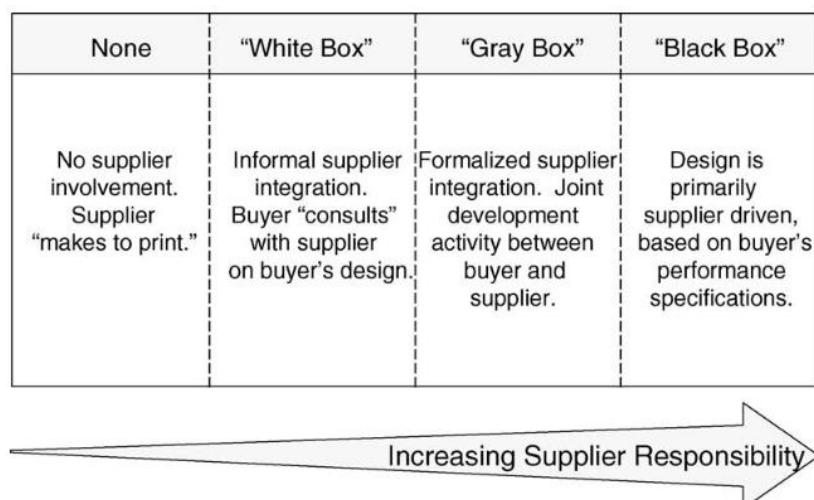 None
“White Box”
“Gray Box”
“Black Box”
No supplier
involvement.
Supplier
“makes to print.”
Informal supplier
integration.
Buyer “consults”
with supplier
on buyer’s design.
Formalized supplier
integration. Joint
development
activity between
buyer and
supplier.
Design is
primarily
supplier driven,
based on buyer’s
performance
specifications.
Increasing Supplier Responsibility